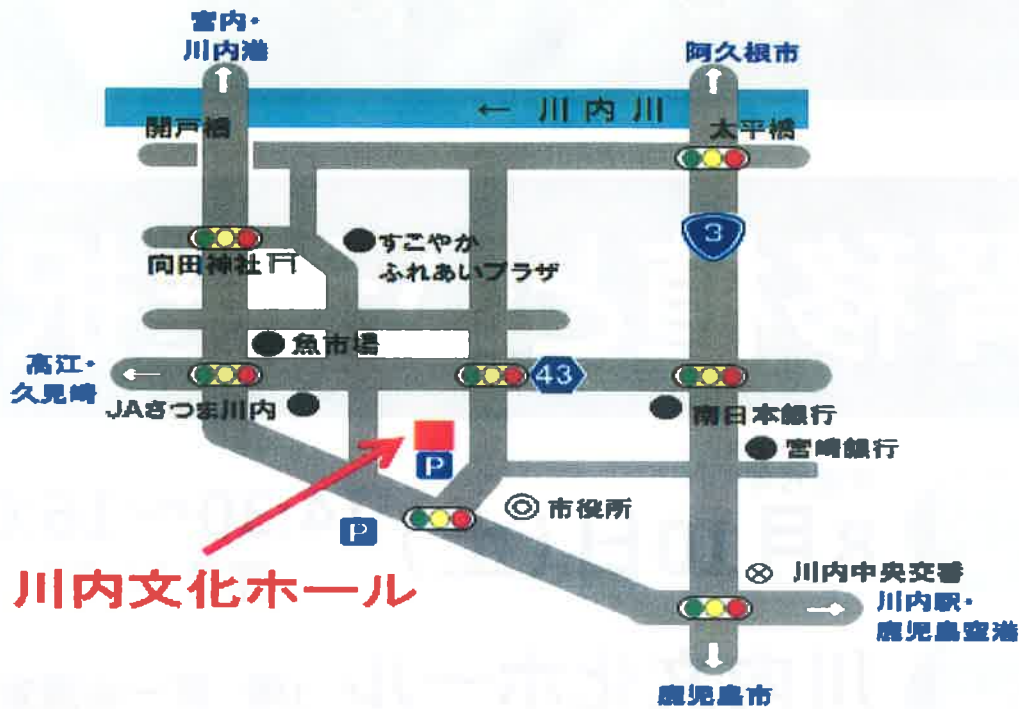 宮内・
川内港
阿久根市
← 川内川
開戸橋
太平橋
3
向田神社
すこやか
ふれあいプラザ
魚市場
高江・
久見崎
43
JAさつま川内
南日本銀行
宮崎銀行
P
市役所
P
川内文化ホール
川内中央交番
川内駅・
鹿児島空港
鹿児島市